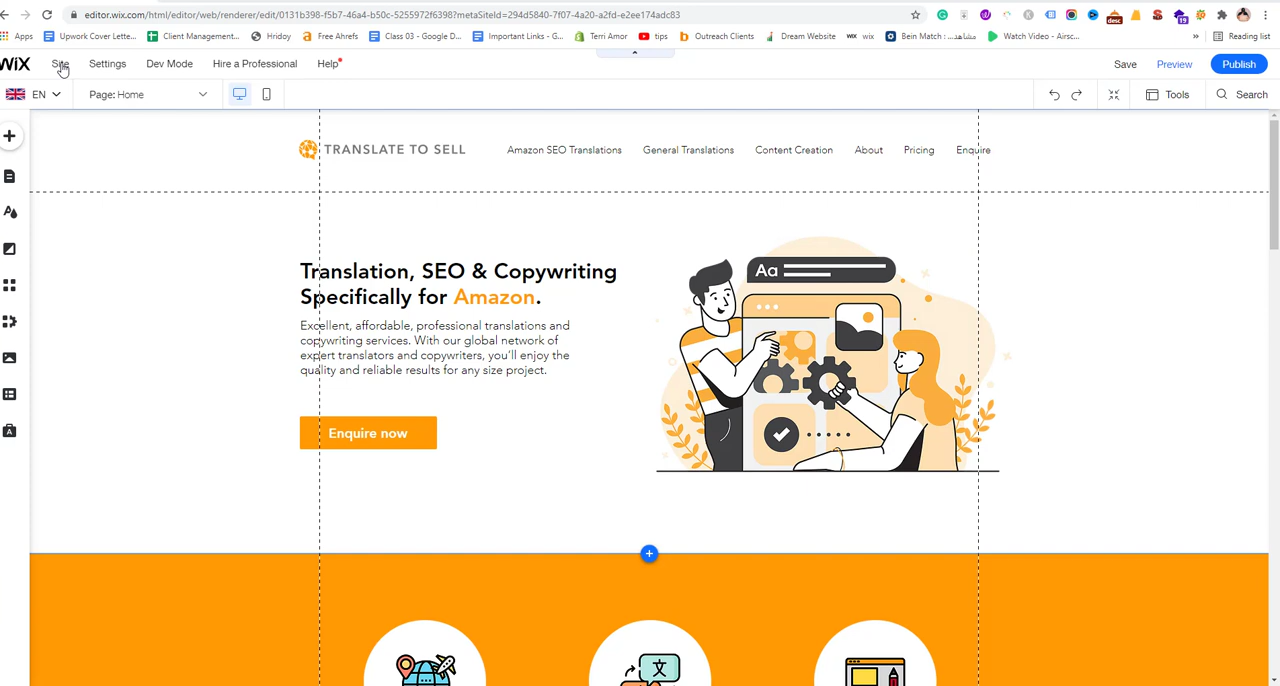 editor.wix.com/html/editor/web/renderer/edit/0131b398-f5b7-46a4-b50c-5255972f6398?metaSiteId=294d5840-7f07-4a20-a2fd-e2ee174adc83
Apps Upwork Cover Lette... Client Management... Hridoy Free Ahrefs Class 03 - Google D... Important Links - G... Terri Amor tips Outreach Clients Dream Website WIX wix Bein Match : مشاهد... Watch Video - Airsc... » Reading list
WIX Site Settings Dev Mode Hire a Professional Help Save Preview Publish
EN Page: Home Tools Search
TRANSLATE TO SELL Amazon SEO Translations General Translations Content Creation About Pricing Enquire
Translation, SEO & Copywriting
Specifically for Amazon.
Excellent, affordable, professional translations and
copywriting services. With our global network of
expert translators and copywriters, you'll enjoy the
quality and reliable results for any size project.
Enquire now
Aa
文